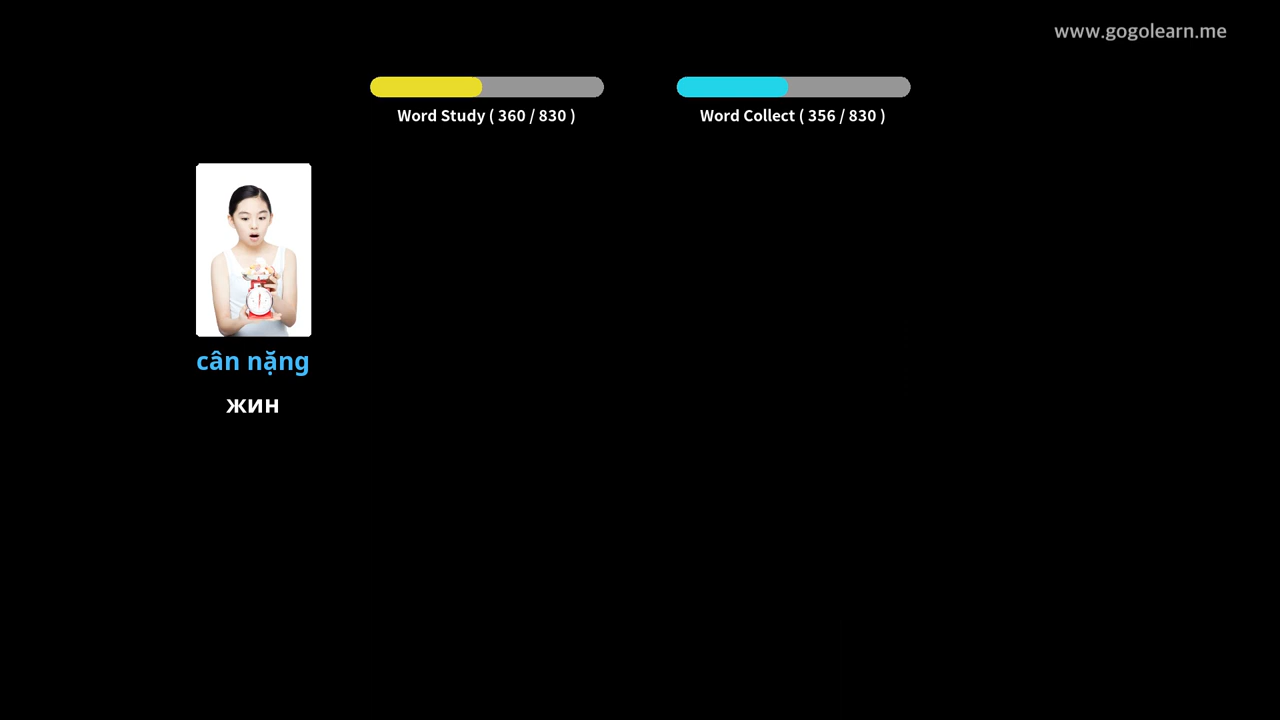 www.gogolearn.me
Word Study ( 360 / 830 )
Word Collect ( 356 / 830 )
cân nặng
жин